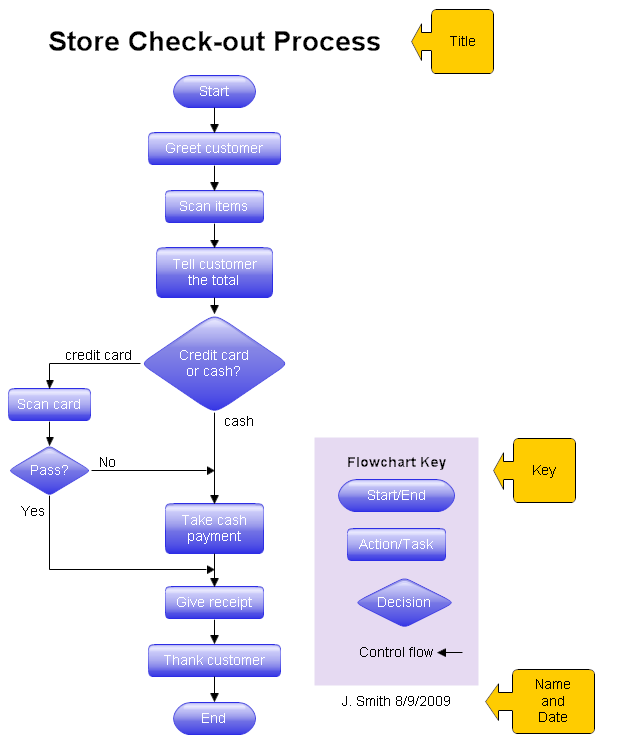 Store Check-out Process
Title
Start
Greet customer
Scan items
Tell customer
the total
Credit card
or cash?
credit card
Scan card
cash
Pass?
No
Yes
Take cash
payment
Give receipt
Thank customer
End
Flowchart Key
Start/End
Action/Task
Decision
Control flow
Key
J. Smith 8/9/2009
Name
and
Date